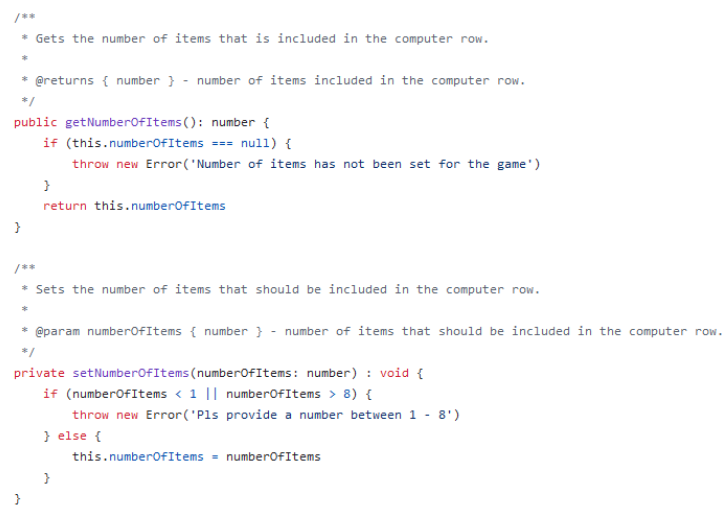 /**
 * Gets the number of items that is included in the computer row.
 *
 * @returns { number } - number of items included in the computer row.
 */
public getNumberOfItems(): number {
    if (this.numberOfItems === null) {
        throw new Error('Number of items has not been set for the game')
    }
    return this.numberOfItems
}

/**
 * Sets the number of items that should be included in the computer row.
 *
 * @param numberOfItems { number } - number of items that should be included in the computer row.
 */
private setNumberOfItems(numberOfItems: number) : void {
    if (numberOfItems < 1 || numberOfItems > 8) {
        throw new Error('Pls provide a number between 1 - 8')
    } else {
        this.numberOfItems = numberOfItems
    }
}